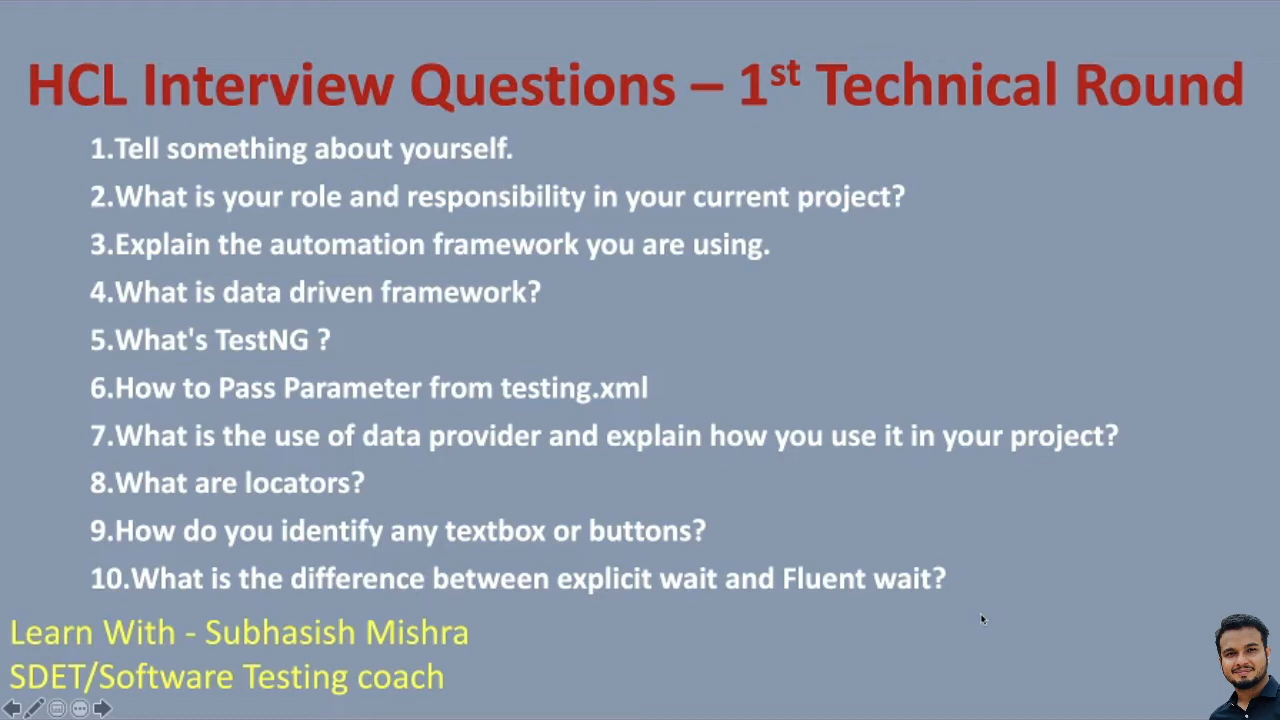 HCL Interview Questions – 1st Technical Round
1.Tell something about yourself.
2.What is your role and responsibility in your current project?
3.Explain the automation framework you are using.
4.What is data driven framework?
5.What's TestNG ?
6.How to Pass Parameter from testing.xml
7.What is the use of data provider and explain how you use it in your project?
8.What are locators?
9.How do you identify any textbox or buttons?
10.What is the difference between explicit wait and Fluent wait?
Learn With - Subhasish Mishra
SDET/Software Testing coach